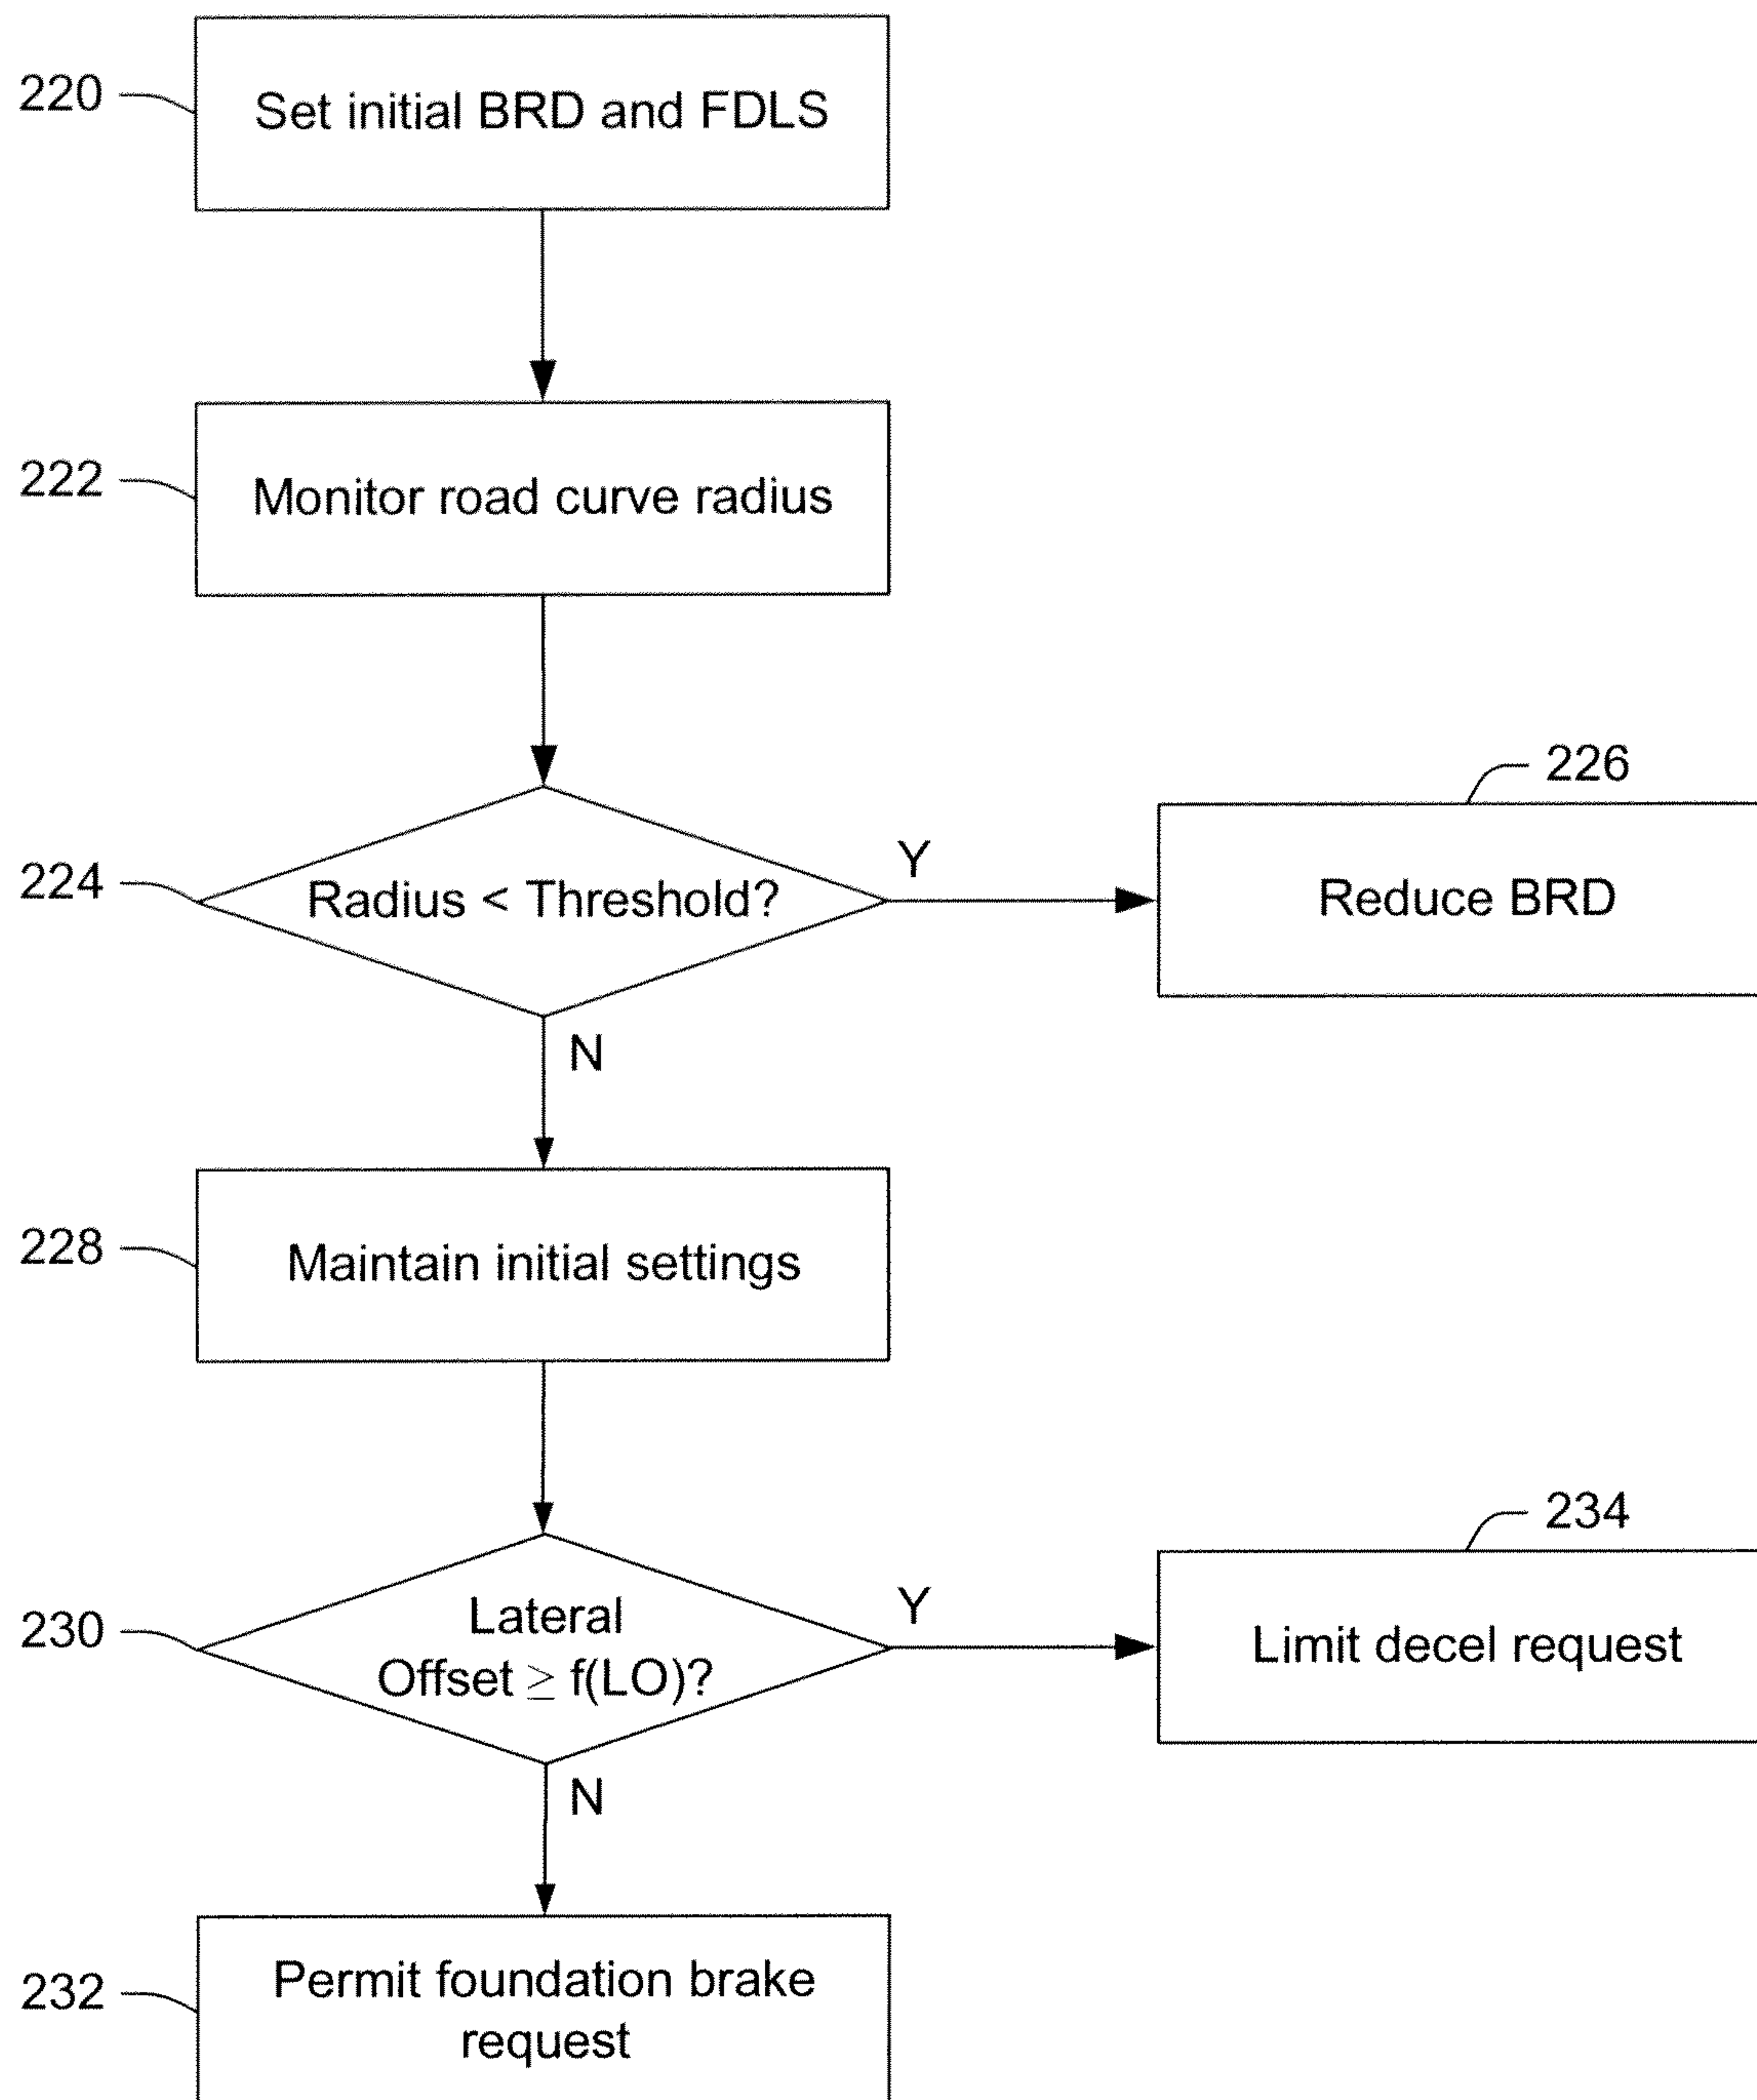 220
Set initial BRD and FDLS
222
Monitor road curve radius
224
Radius < Threshold?
Y
226
Reduce BRD
N
228
Maintain initial settings
230
Lateral
Offset ≥ f(LO)?
Y
234
Limit decel request
N
232
Permit foundation brake
request